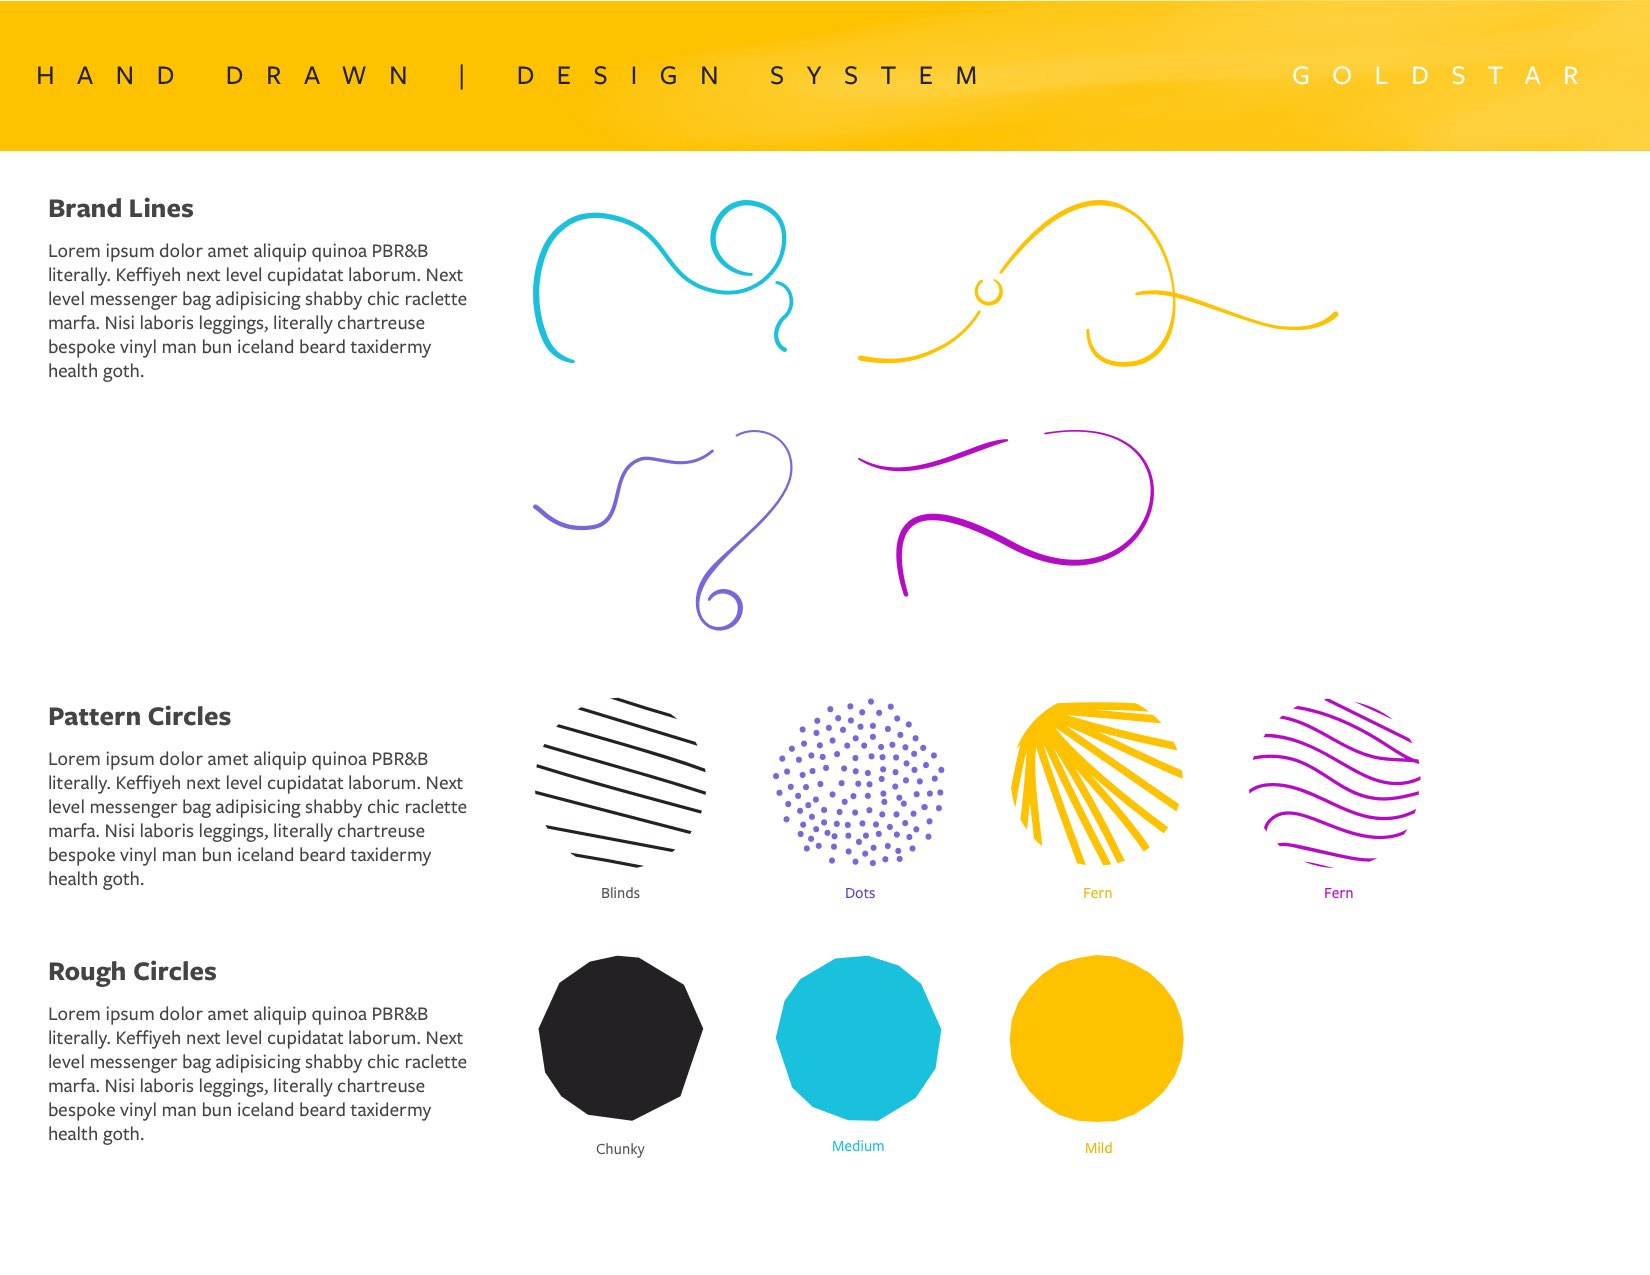 HAND DRAWN | DESIGN SYSTEM
GOLDSTAR
Brand Lines
Lorem ipsum dolor amet aliquip quinoa PBR&B
literally. Keffiyeh next level cupidatat laborum. Next
level messenger bag adipisicing shabby chic raclette
marfa. Nisi laboris leggings, literally chartreuse
bespoke vinyl man bun iceland beard taxidermy
health goth.
Pattern Circles
Lorem ipsum dolor amet aliquip quinoa PBR&B
literally. Keffiyeh next level cupidatat laborum. Next
level messenger bag adipisicing shabby chic raclette
marfa. Nisi laboris leggings, literally chartreuse
bespoke vinyl man bun iceland beard taxidermy
health goth.
Blinds
Dots
Fern
Fern
Rough Circles
Lorem ipsum dolor amet aliquip quinoa PBR&B
literally. Keffiyeh next level cupidatat laborum. Next
level messenger bag adipisicing shabby chic raclette
marfa. Nisi laboris leggings, literally chartreuse
bespoke vinyl man bun iceland beard taxidermy
health goth.
Chunky
Medium
Mild